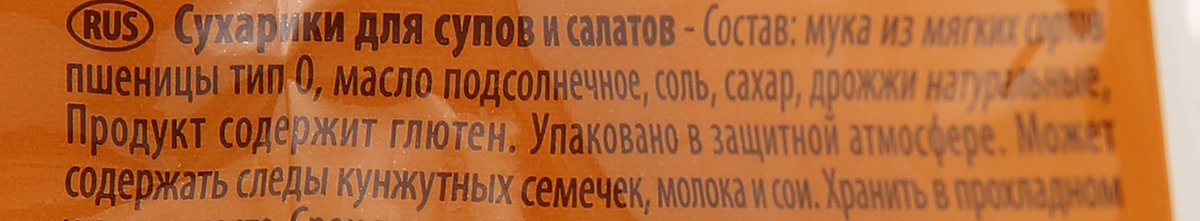 RUS Сухарики для супов и салатов - Состав: мука из мягких сортов
пшеницы тип 0, масло подсолнечное, соль, сахар, дрожжи натуральные.
Продукт содержит глютен. Упаковано в защитной атмосфере. Может
содержать следы кунжутных семечек, молока и сои. Хранить в прохладном